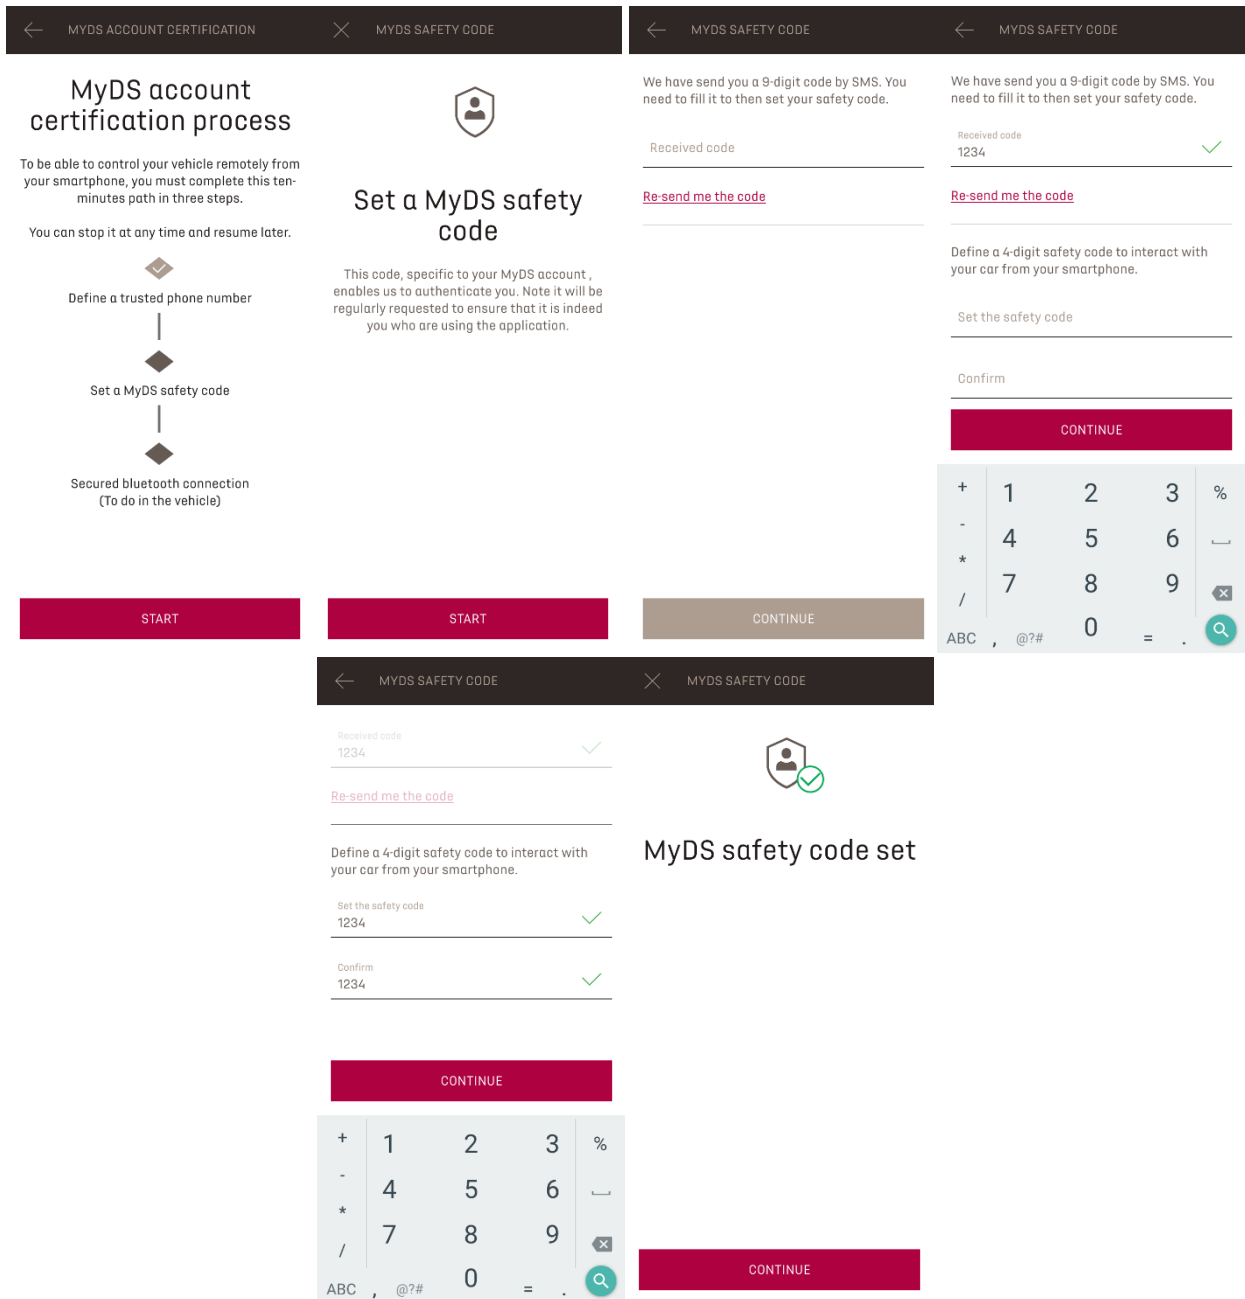 MYDS ACCOUNT CERTIFICATION
MyDS account
certification process
To be able to control your vehicle remotely from
your smartphone, you must complete this ten-
minutes path in three steps.
You can stop it at any time and resume later.
Define a trusted phone number
Set a MyDS safety code
Secured bluetooth connection
(To do in the vehicle)
START
MYDS SAFETY CODE
Set a MyDS safety
code
This code, specific to your MyDS account ,
enables us to authenticate you. Note it will be
regularly requested to ensure that it is indeed
you who are using the application.
START
MYDS SAFETY CODE
We have send you a 9-digit code by SMS. You
need to fill it to then set your safety code.
Received code
Re-send me the code
CONTINUE
MYDS SAFETY CODE
We have send you a 9-digit code by SMS. You
need to fill it to then set your safety code.
Received code
1234
Re-send me the code
Define a 4-digit safety code to interact with
your car from your smartphone.
Set the safety code
Confirm
CONTINUE
+ 1 2 3 %
- 4 5 6
* 7 8 9
/
ABC , @?# 0 = .
MYDS SAFETY CODE
Received code
1234
Re-send me the code
Define a 4-digit safety code to interact with
your car from your smartphone.
Set the safety code
1234
Confirm
1234
CONTINUE
+ 1 2 3 %
- 4 5 6
* 7 8 9
/
ABC , @?# 0 = .
MYDS SAFETY CODE
MyDS safety code set
CONTINUE